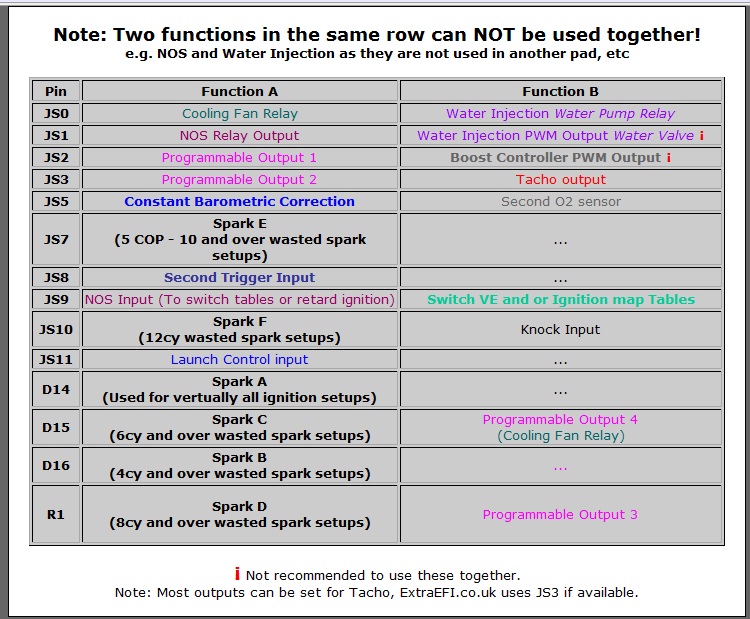 Note: Two functions in the same row can NOT be used together!
e.g. NOS and Water Injection as they are not used in another pad, etc
Pin Function A Function B
JS0 Cooling Fan Relay Water Injection Water Pump Relay
JS1 NOS Relay Output Water Injection PWM Output Water Valve i
JS2 Programmable Output 1 Boost Controller PWM Output i
JS3 Programmable Output 2 Tacho output
JS5 Constant Barometric Correction Second O2 sensor
JS7 Spark E
(5 COP - 10 and over wasted spark
setups) ...
JS8 Second Trigger Input ...
JS9 NOS Input (To switch tables or retard ignition) Switch VE and or Ignition map Tables
JS10 Spark F
(12cy wasted spark setups) Knock Input
JS11 Launch Control input ...
D14 Spark A
(Used for vertually all ignition setups) ...
D15 Spark C
(6cy and over wasted spark setups) Programmable Output 4
(Cooling Fan Relay)
D16 Spark B
(4cy and over wasted spark setups) ...
R1 Spark D
(8cy and over wasted spark setups) Programmable Output 3
i Not recommended to use these together.
Note: Most outputs can be set for Tacho, ExtraEFI.co.uk uses JS3 if available.